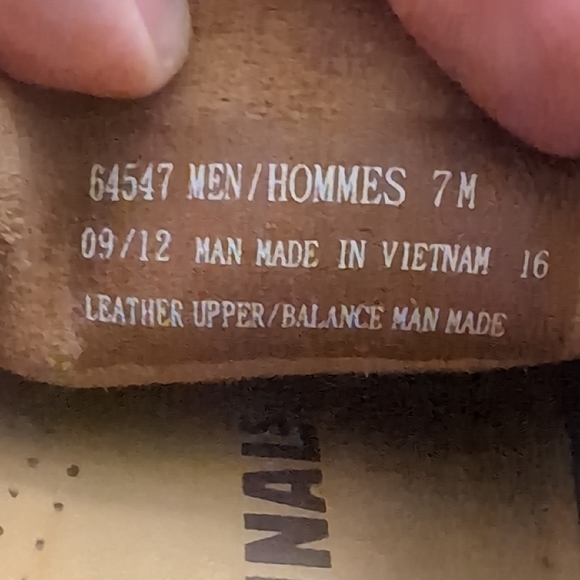 64547 MEN/HOMMES 7M
09/12 MAN MADE IN VIETNAM 16
LEATHER UPPER/BALANCE MAN MADE